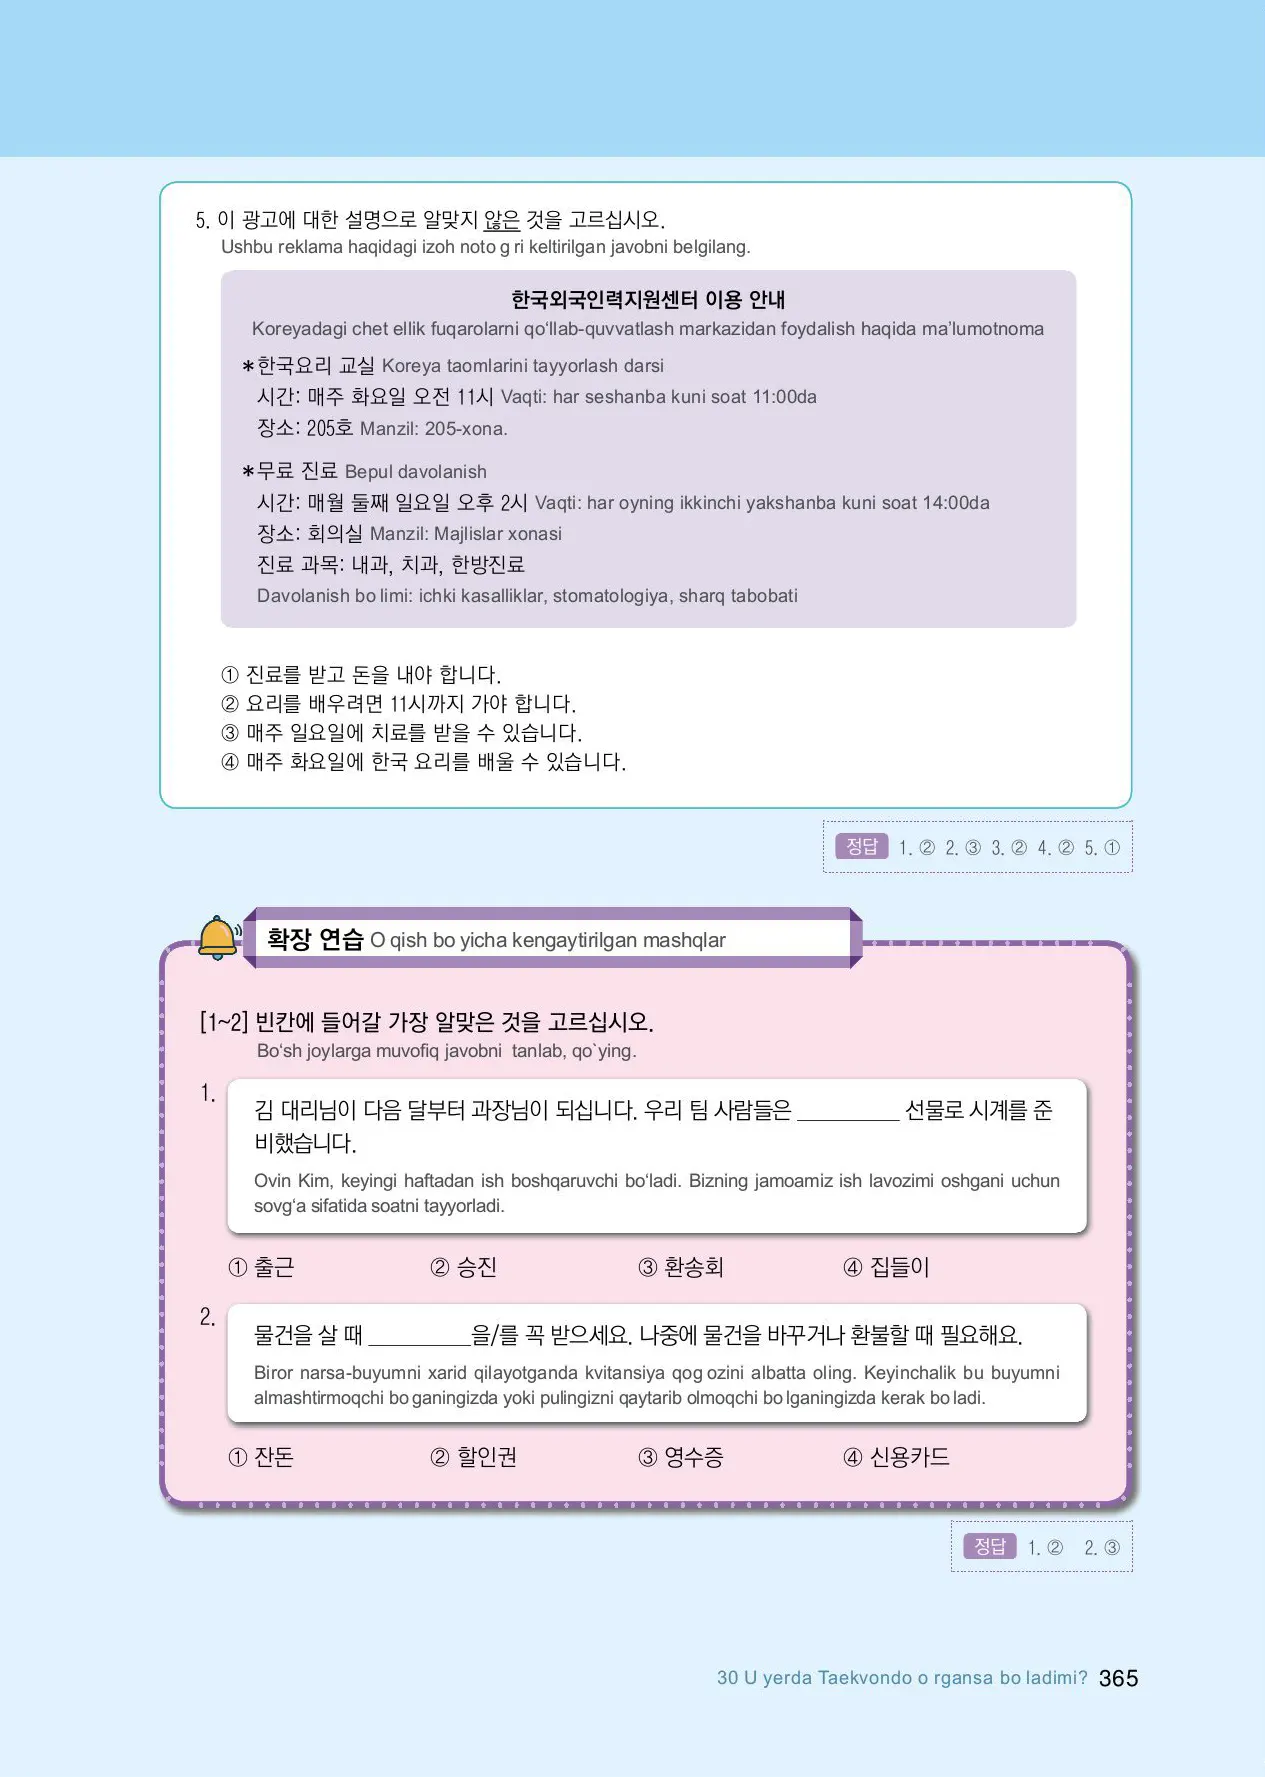 5. 이 광고에 대한 설명으로 알맞지 않은 것을 고르십시오.
Ushbu reklama haqidagi izoh noto g ri keltirilgan javobni belgilang.
한국외국인력지원센터 이용 안내
Koreyadagi chet ellik fuqarolarni qo‘llab-quvvatlash markazidan foydalish haqida ma’lumotnoma
*한국요리 교실 Koreya taomlarini tayyorlash darsi
시간: 매주 화요일 오전 11시 Vaqti: har seshanba kuni soat 11:00da
장소: 205호 Manzil: 205-xona.
*무료 진료 Bepul davolanish
시간: 매월 둘째 일요일 오후 2시 Vaqti: har oyning ikkinchi yakshanba kuni soat 14:00da
장소: 회의실 Manzil: Majlislar xonasi
진료 과목: 내과, 치과, 한방진료
Davolanish bo limi: ichki kasalliklar, stomatologiya, sharq tabobati
① 진료를 받고 돈을 내야 합니다.
② 요리를 배우려면 11시까지 가야 합니다.
③ 매주 일요일에 치료를 받을 수 있습니다.
④ 매주 화요일에 한국 요리를 배울 수 있습니다.
정답 1. ② 2. ③ 3. ② 4. ② 5. ①
확장 연습 O qish bo yicha kengaytirilgan mashqlar
[1~2] 빈칸에 들어갈 가장 알맞은 것을 고르십시오.
Bo‘sh joylarga muvofiq javobni tanlab, qo`ying.
1.
김 대리님이 다음 달부터 과장님이 되십니다. 우리 팀 사람들은 __________ 선물로 시계를 준
비했습니다.
Ovin Kim, keyingi haftadan ish boshqaruvchi bo‘ladi. Bizning jamoamiz ish lavozimi oshgani uchun
sovg‘a sifatida soatni tayyorladi.
① 출근 ② 승진 ③ 환송회 ④ 집들이
2.
물건을 살 때 __________을/를 꼭 받으세요. 나중에 물건을 바꾸거나 환불할 때 필요해요.
Biror narsa-buyumni xarid qilayotganda kvitansiya qog ozini albatta oling. Keyinchalik bu buyumni
almashtirmoqchi bo ganingizda yoki pulingizni qaytarib olmoqchi bo lganingizda kerak bo ladi.
① 잔돈 ② 할인권 ③ 영수증 ④ 신용카드
정답 1. ② 2. ③
30 U yerda Taekvondo o rgansa bo ladimi? 365